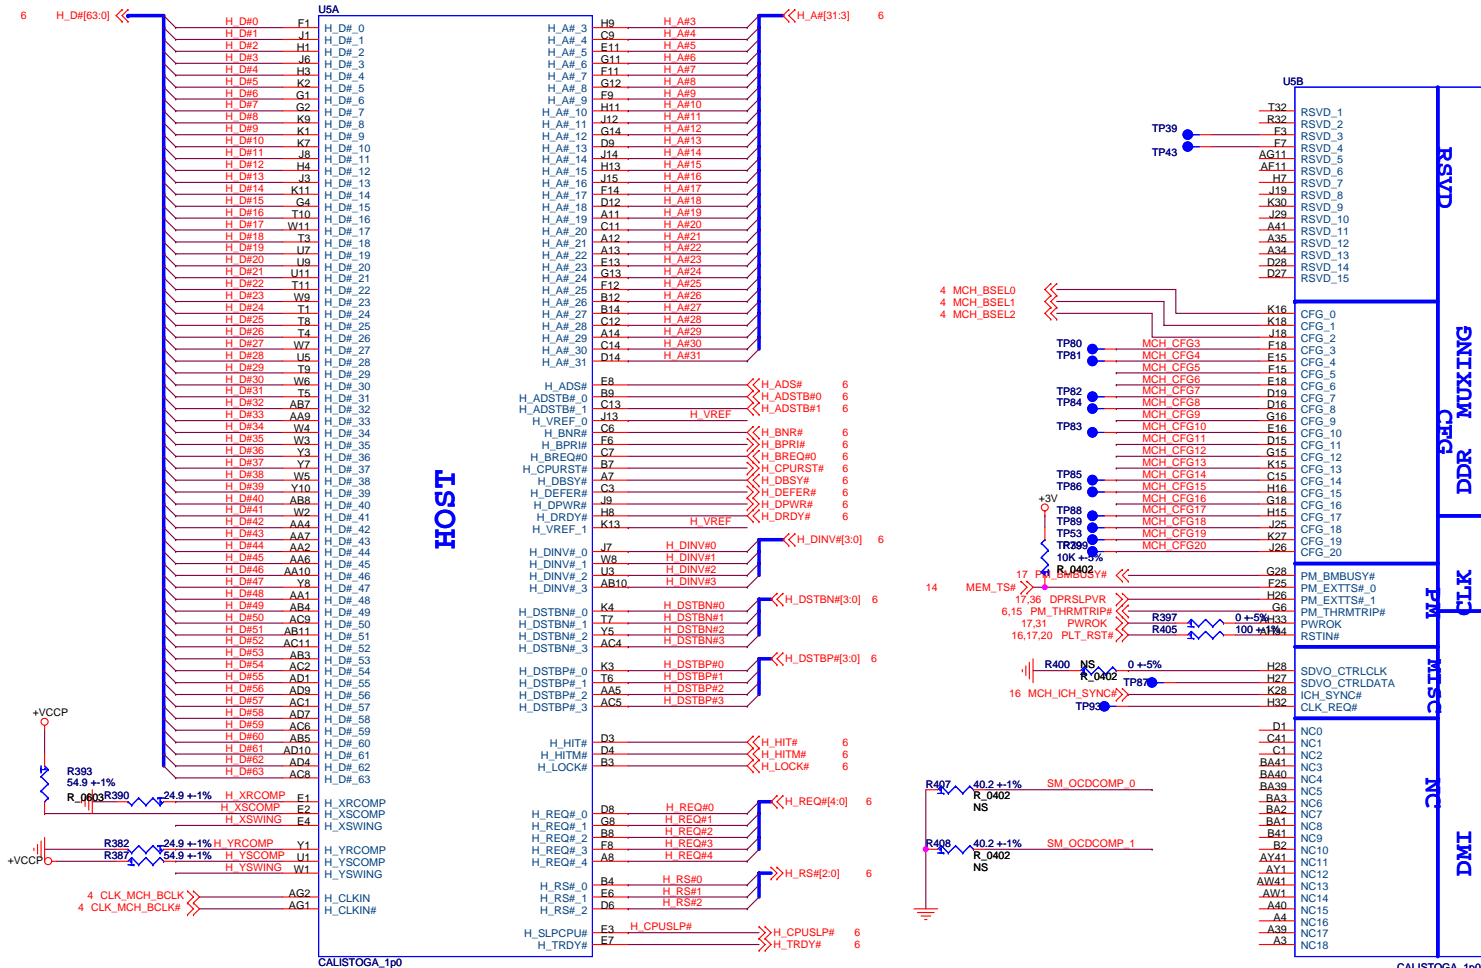 6 H_D#[63:0]
U5A
H_D#0 F1 H_D#_0
H_D#1 J1 H_D#_1
H_D#2 H1 H_D#_2
H_D#3 J6 H_D#_3
H_D#4 H3 H_D#_4
H_D#5 K2 H_D#_5
H_D#6 G1 H_D#_6
H_D#7 G2 H_D#_7
H_D#8 K9 H_D#_8
H_D#9 K1 H_D#_9
H_D#10 K7 H_D#_10
H_D#11 J8 H_D#_11
H_D#12 H4 H_D#_12
H_D#13 J3 H_D#_13
H_D#14 K11 H_D#_14
H_D#15 G4 H_D#_15
H_D#16 T10 H_D#_16
H_D#17 W11 H_D#_17
H_D#18 T3 H_D#_18
H_D#19 U7 H_D#_19
H_D#20 U9 H_D#_20
H_D#21 U11 H_D#_21
H_D#22 T11 H_D#_22
H_D#23 W9 H_D#_23
H_D#24 T1 H_D#_24
H_D#25 T8 H_D#_25
H_D#26 T4 H_D#_26
H_D#27 W7 H_D#_27
H_D#28 U5 H_D#_28
H_D#29 T9 H_D#_29
H_D#30 W6 H_D#_30
H_D#31 T5 H_D#_31
H_D#32 AB7 H_D#_32
H_D#33 AA9 H_D#_33
H_D#34 W4 H_D#_34
H_D#35 W3 H_D#_35
H_D#36 Y3 H_D#_36
H_D#37 Y7 H_D#_37
H_D#38 W5 H_D#_38
H_D#39 Y10 H_D#_39
H_D#40 AB8 H_D#_40
H_D#41 W2 H_D#_41
H_D#42 AA4 H_D#_42
H_D#43 AA7 H_D#_43
H_D#44 AA2 H_D#_44
H_D#45 AA6 H_D#_45
H_D#46 AA10 H_D#_46
H_D#47 Y8 H_D#_47
H_D#48 AA1 H_D#_48
H_D#49 AB4 H_D#_49
H_D#50 AC9 H_D#_50
H_D#51 AB11 H_D#_51
H_D#52 AC11 H_D#_52
H_D#53 AB3 H_D#_53
H_D#54 AC2 H_D#_54
H_D#55 AD1 H_D#_55
H_D#56 AD9 H_D#_56
H_D#57 AC1 H_D#_57
H_D#58 AD7 H_D#_58
H_D#59 AC6 H_D#_59
H_D#60 AB5 H_D#_60
H_D#61 AD10 H_D#_61
H_D#62 AD4 H_D#_62
H_D#63 AC8 H_D#_63
+VCCP
R393
54.9 +-1%
R_0603
R390 24.9 +-1% H_XRCOMP E1 H_XRCOMP
H_XSCOMP E2 H_XSCOMP
H_XSWING E4 H_XSWING
R382 24.9 +-1% H_YRCOMP Y1 H_YRCOMP
+VCCP R387 54.9 +-1% H_YSCOMP U1 H_YSCOMP
H_YSWING W1 H_YSWING
4 CLK_MCH_BCLK AG2 H_CLKIN
4 CLK_MCH_BCLK# AG1 H_CLKIN#
HOST
CALISTOGA_1p0
H_A#[31:3] 6
H_A#_3 H9 H_A#3
H_A#_4 C9 H_A#4
H_A#_5 E11 H_A#5
H_A#_6 G11 H_A#6
H_A#_7 F11 H_A#7
H_A#_8 G12 H_A#8
H_A#_9 F9 H_A#9
H_A#_10 H11 H_A#10
H_A#_11 J12 H_A#11
H_A#_12 G14 H_A#12
H_A#_13 D9 H_A#13
H_A#_14 J14 H_A#14
H_A#_15 H13 H_A#15
H_A#_16 J15 H_A#16
H_A#_17 F14 H_A#17
H_A#_18 D12 H_A#18
H_A#_19 A11 H_A#19
H_A#_20 C11 H_A#20
H_A#_21 A12 H_A#21
H_A#_22 A13 H_A#22
H_A#_23 E13 H_A#23
H_A#_24 G13 H_A#24
H_A#_25 F12 H_A#25
H_A#_26 B12 H_A#26
H_A#_27 B14 H_A#27
H_A#_28 C12 H_A#28
H_A#_29 A14 H_A#29
H_A#_30 C14 H_A#30
H_A#_31 D14 H_A#31
H_ADS# E8 H_ADS# 6
H_ADSTB#_0 B9 H_ADSTB#0 6
H_ADSTB#_1 C13 H_ADSTB#1 6
H_VREF_0 J13 H_VREF
H_BNR# C6 H_BNR# 6
H_BPRI# F6 H_BPRI# 6
H_BREQ#0 C7 H_BREQ#0 6
H_CPURST# B7 H_CPURST# 6
H_DBSY# A7 H_DBSY# 6
H_DEFER# C3 H_DEFER# 6
H_DPWR# J9 H_DPWR# 6
H_DRDY# H8 H_DRDY# 6
H_VREF_1 K13 H_VREF
H_DINV#[3:0] 6
H_DINV#_0 J7 H_DINV#0
H_DINV#_1 W8 H_DINV#1
H_DINV#_2 U3 H_DINV#2
H_DINV#_3 AB10 H_DINV#3
H_DSTBN#[3:0] 6
H_DSTBN#_0 K4 H_DSTBN#0
H_DSTBN#_1 T7 H_DSTBN#1
H_DSTBN#_2 Y5 H_DSTBN#2
H_DSTBN#_3 AC4 H_DSTBN#3
H_DSTBP#[3:0] 6
H_DSTBP#_0 K3 H_DSTBP#0
H_DSTBP#_1 T6 H_DSTBP#1
H_DSTBP#_2 AA5 H_DSTBP#2
H_DSTBP#_3 AC5 H_DSTBP#3
H_HIT# D3 H_HIT# 6
H_HITM# D4 H_HITM# 6
H_LOCK# B3 H_LOCK# 6
H_REQ#[4:0] 6
H_REQ#_0 D8 H_REQ#0
H_REQ#_1 G8 H_REQ#1
H_REQ#_2 B8 H_REQ#2
H_REQ#_3 F8 H_REQ#3
H_REQ#_4 A8 H_REQ#4
H_RS#[2:0] 6
H_RS#_0 B4 H_RS#0
H_RS#_1 E6 H_RS#1
H_RS#_2 D6 H_RS#2
H_SLPCPU# E3 H_CPUSLP# H_CPUSLP# 6
H_TRDY# E7 H_TRDY# 6
U5B
T32 RSVD_1
R32 RSVD_2
TP39 F3 RSVD_3
TP43 F7 RSVD_4
AG11 RSVD_5
AF11 RSVD_6
H7 RSVD_7
J19 RSVD_8
K30 RSVD_9
J29 RSVD_10
A41 RSVD_11
A35 RSVD_12
A34 RSVD_13
D28 RSVD_14
D27 RSVD_15
RSVD
4 MCH_BSEL0 K16 CFG_0
4 MCH_BSEL1 K18 CFG_1
4 MCH_BSEL2 J18 CFG_2
TP80 MCH_CFG3 F18 CFG_3
TP81 MCH_CFG4 E15 CFG_4
MCH_CFG5 F15 CFG_5
MCH_CFG6 E18 CFG_6
TP82 MCH_CFG7 D19 CFG_7
TP84 MCH_CFG8 D16 CFG_8
MCH_CFG9 G16 CFG_9
TP83 MCH_CFG10 E16 CFG_10
MCH_CFG11 D15 CFG_11
MCH_CFG12 G15 CFG_12
MCH_CFG13 K15 CFG_13
TP85 MCH_CFG14 C15 CFG_14
TP86 MCH_CFG15 H16 CFG_15
MCH_CFG16 G18 CFG_16
TP88 MCH_CFG17 H15 CFG_17
TP89 MCH_CFG18 J25 CFG_18
TP53 MCH_CFG19 K27 CFG_19
MCH_CFG20 J26 CFG_20
CFG
DDR MUXING
+3V
R399
10K +-5%
R_0402
17 PM_BMBUSY# G28 PM_BMBUSY#
14 MEM_TS# F25 PM_EXTTS#_0
17,36 DPRSLPVR H26 PM_EXTTS#_1
6,15 PM_THRMTRIP# G6 PM_THRMTRIP#
17,31 PWROK R397 0 +-5% AH33 PWROK
16,17,20 PLT_RST# R405 100 +-1% AH34 RSTIN#
PM
CLK
R400 NS 0 +-5%
R_0402
H28 SDVO_CTRLCLK
TP87 H27 SDVO_CTRLDATA
16 MCH_ICH_SYNC# K28 ICH_SYNC#
TP93 H32 CLK_REQ#
MISC
D1 NC0
C41 NC1
C1 NC2
BA41 NC3
BA40 NC4
BA39 NC5
BA3 NC6
BA2 NC7
BA1 NC8
B41 NC9
B2 NC10
AY41 NC11
AY1 NC12
AW41 NC13
AW1 NC14
A40 NC15
A4 NC16
A39 NC17
A3 NC18
NC
DMI
R407 40.2 +-1% SM_OCDCOMP_0
R_0402
NS
R408 40.2 +-1% SM_OCDCOMP_1
R_0402
NS
CALISTOGA_1p0